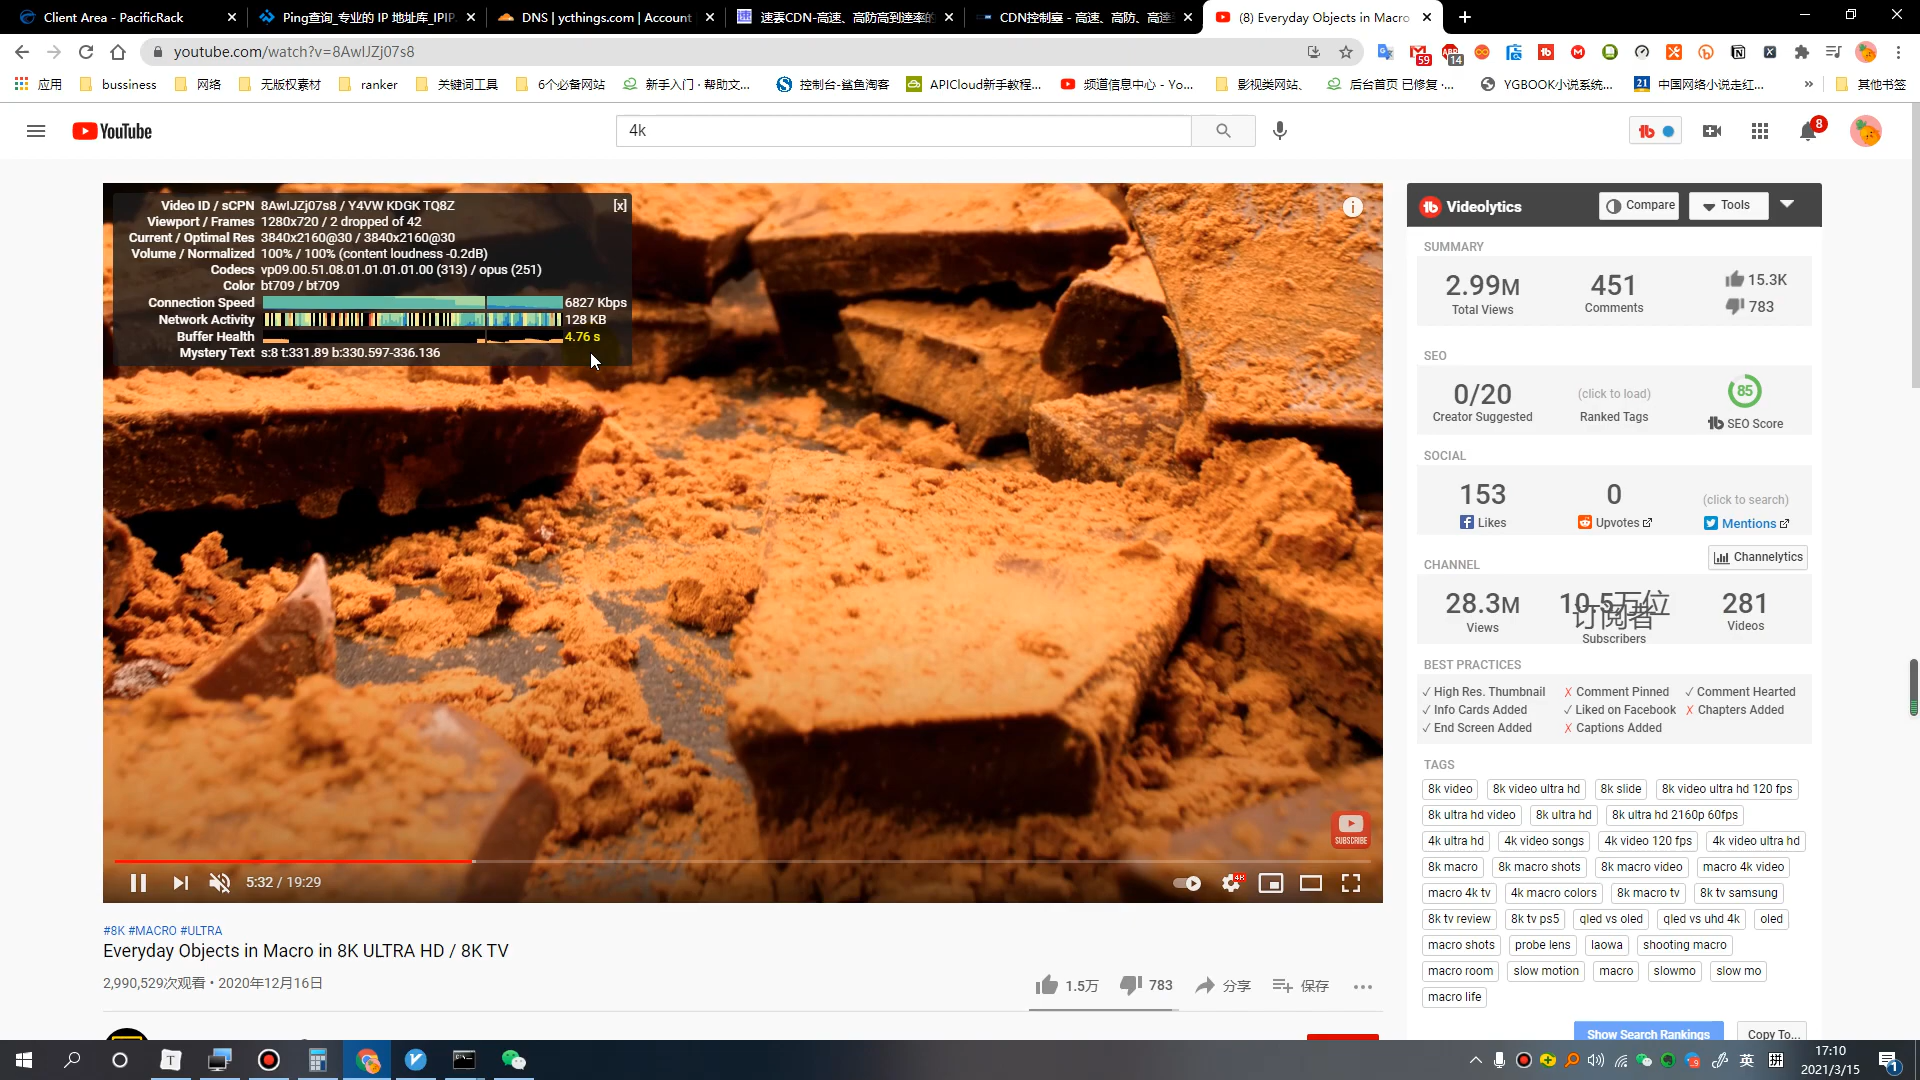 Client Area - PacificRack
Ping查询_专业的 IP 地址库_IPIP.
DNS | ycthings.com | Account
CDN控制臺 - 高速、高防、高達
(8) Everyday Objects in Macro
youtube.com/watch?v=8AwIJZj07s8
59
14
应用
bussiness
网络
无版权素材
ranker
关键词工具
6个必备网站
新手入门 · 帮助文...
控制台-鲨鱼淘客
APICloud新手教程...
频道信息中心 - Yo...
影视类网站、
后台首页 已修复 ·...
YGBOOK小说系统...
21 中国网络小说走红...
»
其他书签
YouTube
4k
8
Video ID / sCPN 8AwIJZj07s8 / Y4VW KDGK TQ8Z
[x]
Viewport / Frames 1280x720 / 2 dropped of 42
Current / Optimal Res 3840x2160@30 / 3840x2160@30
Volume / Normalized 100% / 100% (content loudness -0.2dB)
Codecs vp09.00.51.08.01.01.01.01.00 (313) / opus (251)
Color bt709 / bt709
Connection Speed 6827 Kbps
Network Activity 128 KB
Buffer Health 4.76 s
Mystery Text s:8 t:331.89 b:330.597-336.136
SUBSCRIBE
5:32 / 19:29
4K
#8K #MACRO #ULTRA
Everyday Objects in Macro in 8K ULTRA HD / 8K TV
2,990,529次观看 • 2020年12月16日
1.5万 783 分享 保存
Videolytics
Compare
Tools
SUMMARY
2.99M 451 15.3K
Total Views Comments 783
SEO
0/20 (click to load) 85
Creator Suggested Ranked Tags SEO Score
SOCIAL
153 0 (click to search)
Likes Upvotes Mentions
CHANNEL Channelytics
28.3M 10.5万位订阅者 281
Views Subscribers Videos
BEST PRACTICES
✓ High Res. Thumbnail ✗ Comment Pinned ✓ Comment Hearted
✓ Info Cards Added ✓ Liked on Facebook ✗ Chapters Added
✓ End Screen Added ✗ Captions Added
TAGS
8k video 8k video ultra hd 8k slide 8k video ultra hd 120 fps
8k ultra hd video 8k ultra hd 8k ultra hd 2160p 60fps
4k ultra hd 4k video songs 4k video 120 fps 4k video ultra hd
8k macro 8k macro shots 8k macro video macro 4k video
macro 4k tv 4k macro colors 8k macro tv 8k tv samsung
8k tv review 8k tv ps5 qled vs oled qled vs uhd 4k oled
macro shots probe lens laowa shooting macro
macro room slow motion macro slowmo slow mo
macro life
Show Search Rankings Copy To...
英
拼
17:10
2021/3/15
1